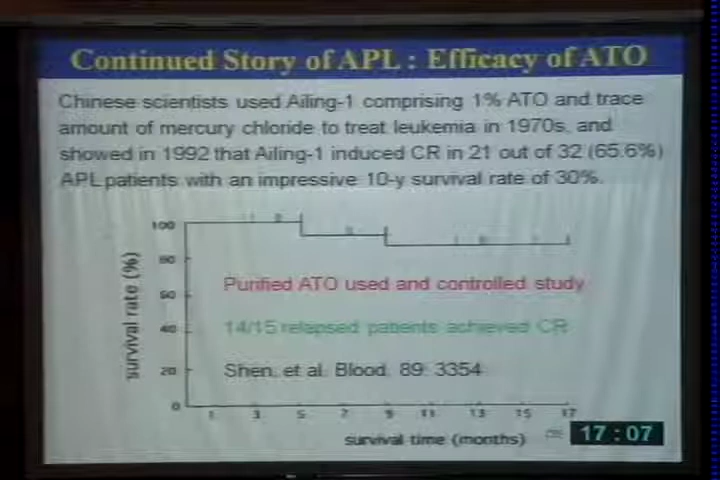 Continued Story of APL : Efficacy of ATO
Chinese scientists used Ailing-1 comprising 1% ATO and trace
amount of mercury chloride to treat leukemia in 1970s, and
showed in 1992 that Ailing-1 induced CR in 21 out of 32 (65.6%)
APL patients with an impressive 10-y survival rate of 30%.
100
80
60
40
20
0
survival rate (%)
Purified ATO used and controlled study
14/15 relapsed patients achieved CR
Shen, et al. Blood, 89: 3354
1 3 5 7 9 11 13 15 17
survival time (months)
17:07